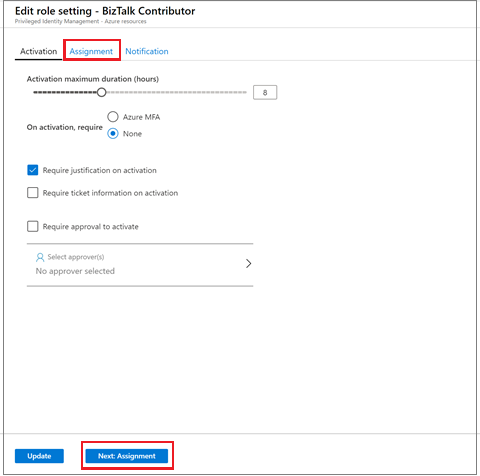 Edit role setting - BizTalk Contributor
Privileged Identity Management - Azure resources
Activation Assignment Notification
Activation maximum duration (hours)
8
On activation, require
Azure MFA
None
Require justification on activation
Require ticket information on activation
Require approval to activate
Select approver(s)
No approver selected
Update Next: Assignment